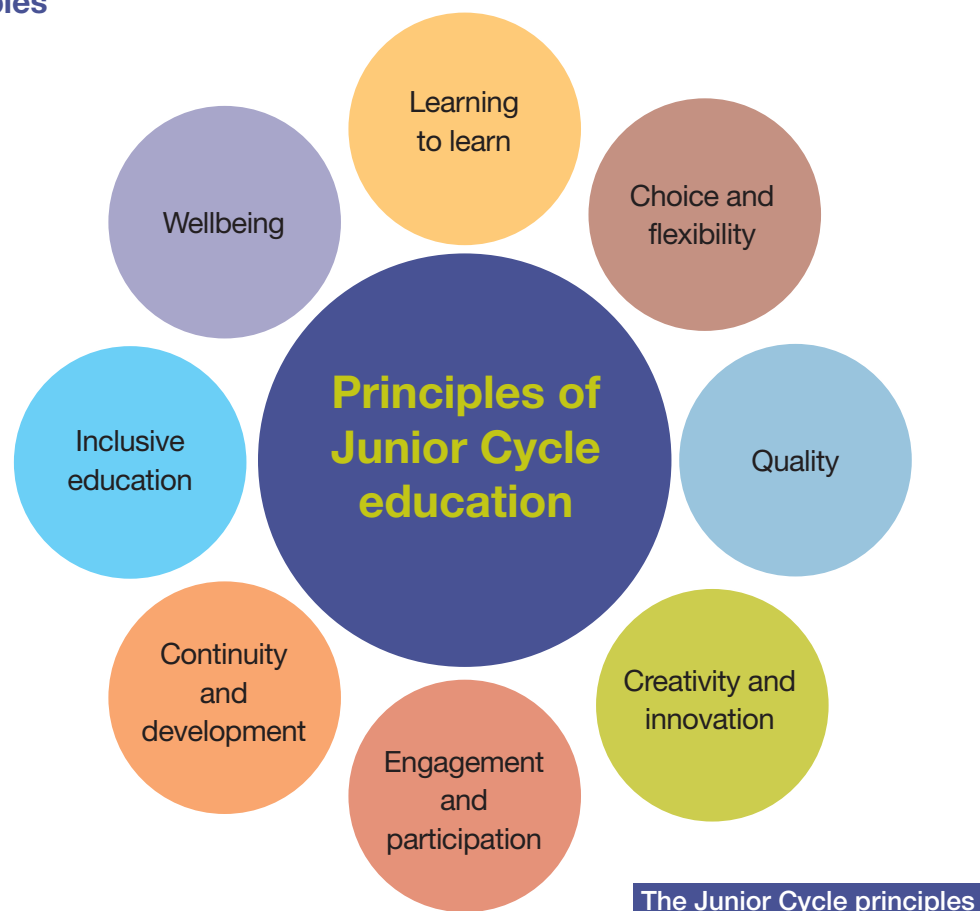 Principles of
Junior Cycle
education
Learning
to learn
Choice and
flexibility
Quality
Creativity and
innovation
Engagement
and
participation
Continuity
and
development
Inclusive
education
Wellbeing
The Junior Cycle principles